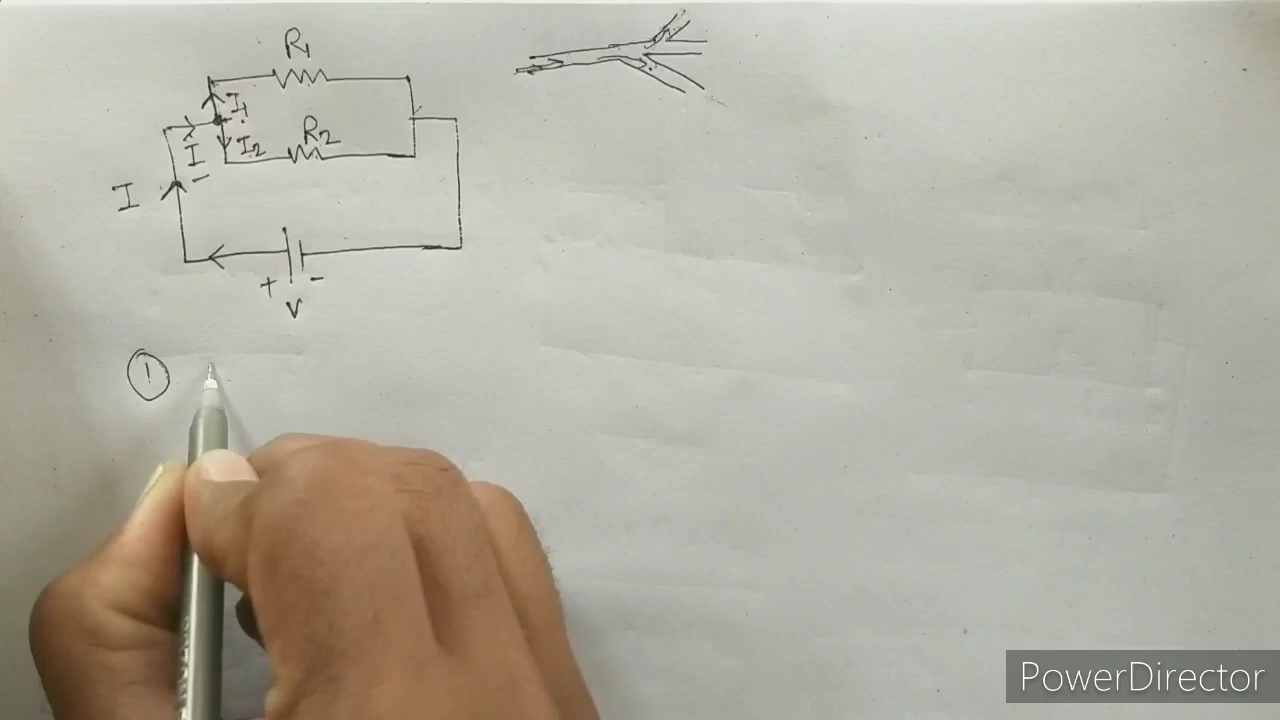 R1
I1
R2
I2
I
I
+ -
V
1
PowerDirector